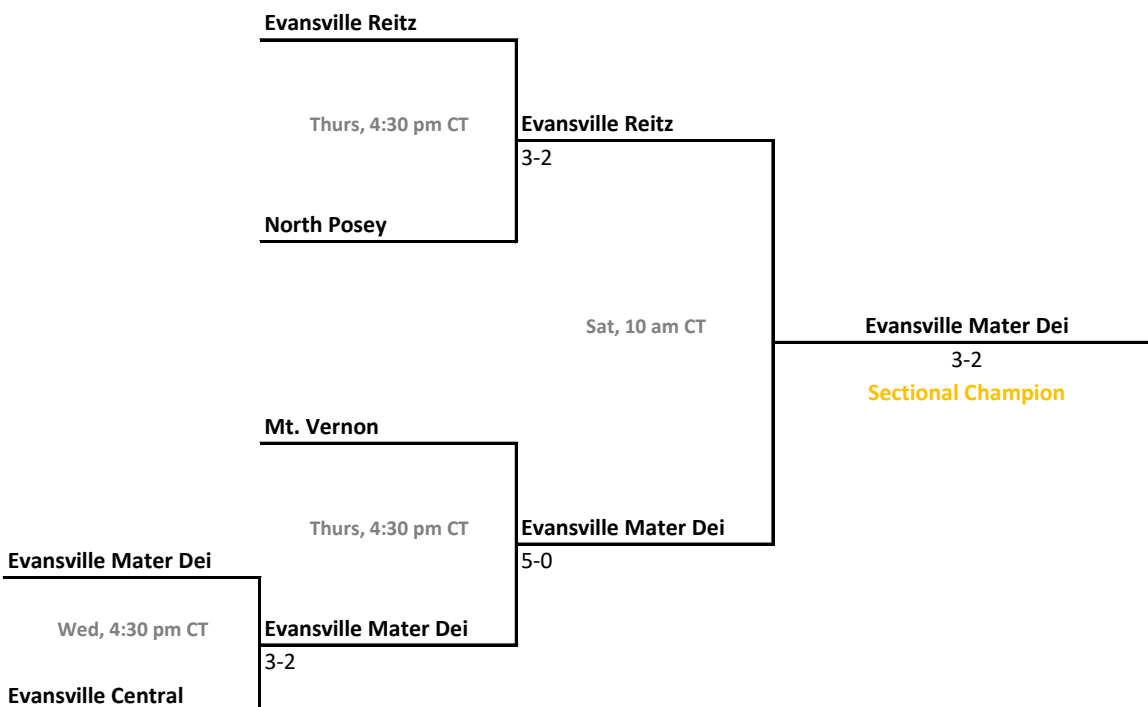 Evansville Reitz
Thurs, 4:30 pm CT
Evansville Reitz
3-2
North Posey
Sat, 10 am CT
Evansville Mater Dei
3-2
Sectional Champion
Mt. Vernon
Thurs, 4:30 pm CT
Evansville Mater Dei
5-0
Evansville Mater Dei
Wed, 4:30 pm CT
Evansville Mater Dei
3-2
Evansville Central